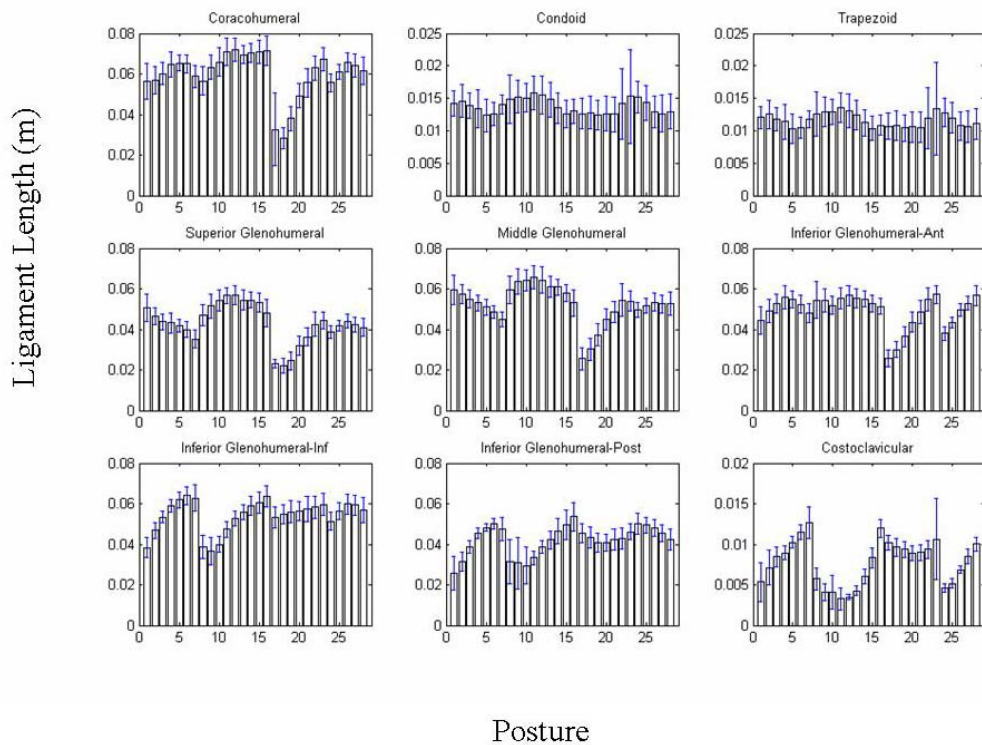 Coracohumeral
Condoid
Trapezoid
0.08
0.06
0.04
0.02
0
0 5 10 15 20 25
0.025
0.02
0.015
0.01
0.005
0
0 5 10 15 20 25
0.025
0.02
0.015
0.01
0.005
0
0 5 10 15 20 25
Superior Glenohumeral
Middle Glenohumeral
Inferior Glenohumeral-Ant
0.08
0.06
0.04
0.02
0
0 5 10 15 20 25
0.08
0.06
0.04
0.02
0
0 5 10 15 20 25
0.08
0.06
0.04
0.02
0
0 5 10 15 20 25
Inferior Glenohumeral-Inf
Inferior Glenohumeral-Post
Costoclavicular
0.08
0.06
0.04
0.02
0
0 5 10 15 20 25
0.08
0.06
0.04
0.02
0
0 5 10 15 20 25
0.02
0.015
0.01
0.005
0
0 5 10 15 20 25
Ligament Length (m)
Posture